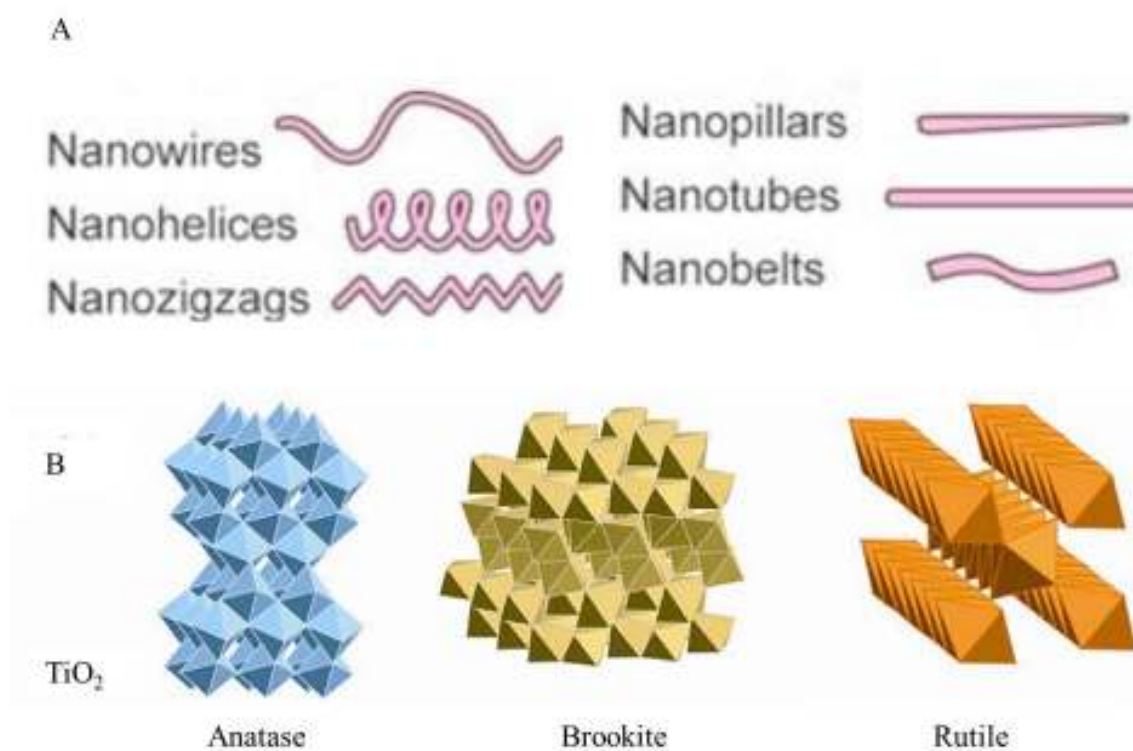 A
Nanowires
Nanohelices
Nanozigzags
Nanopillars
Nanotubes
Nanobelts
B
TiO₂
Anatase
Brookite
Rutile